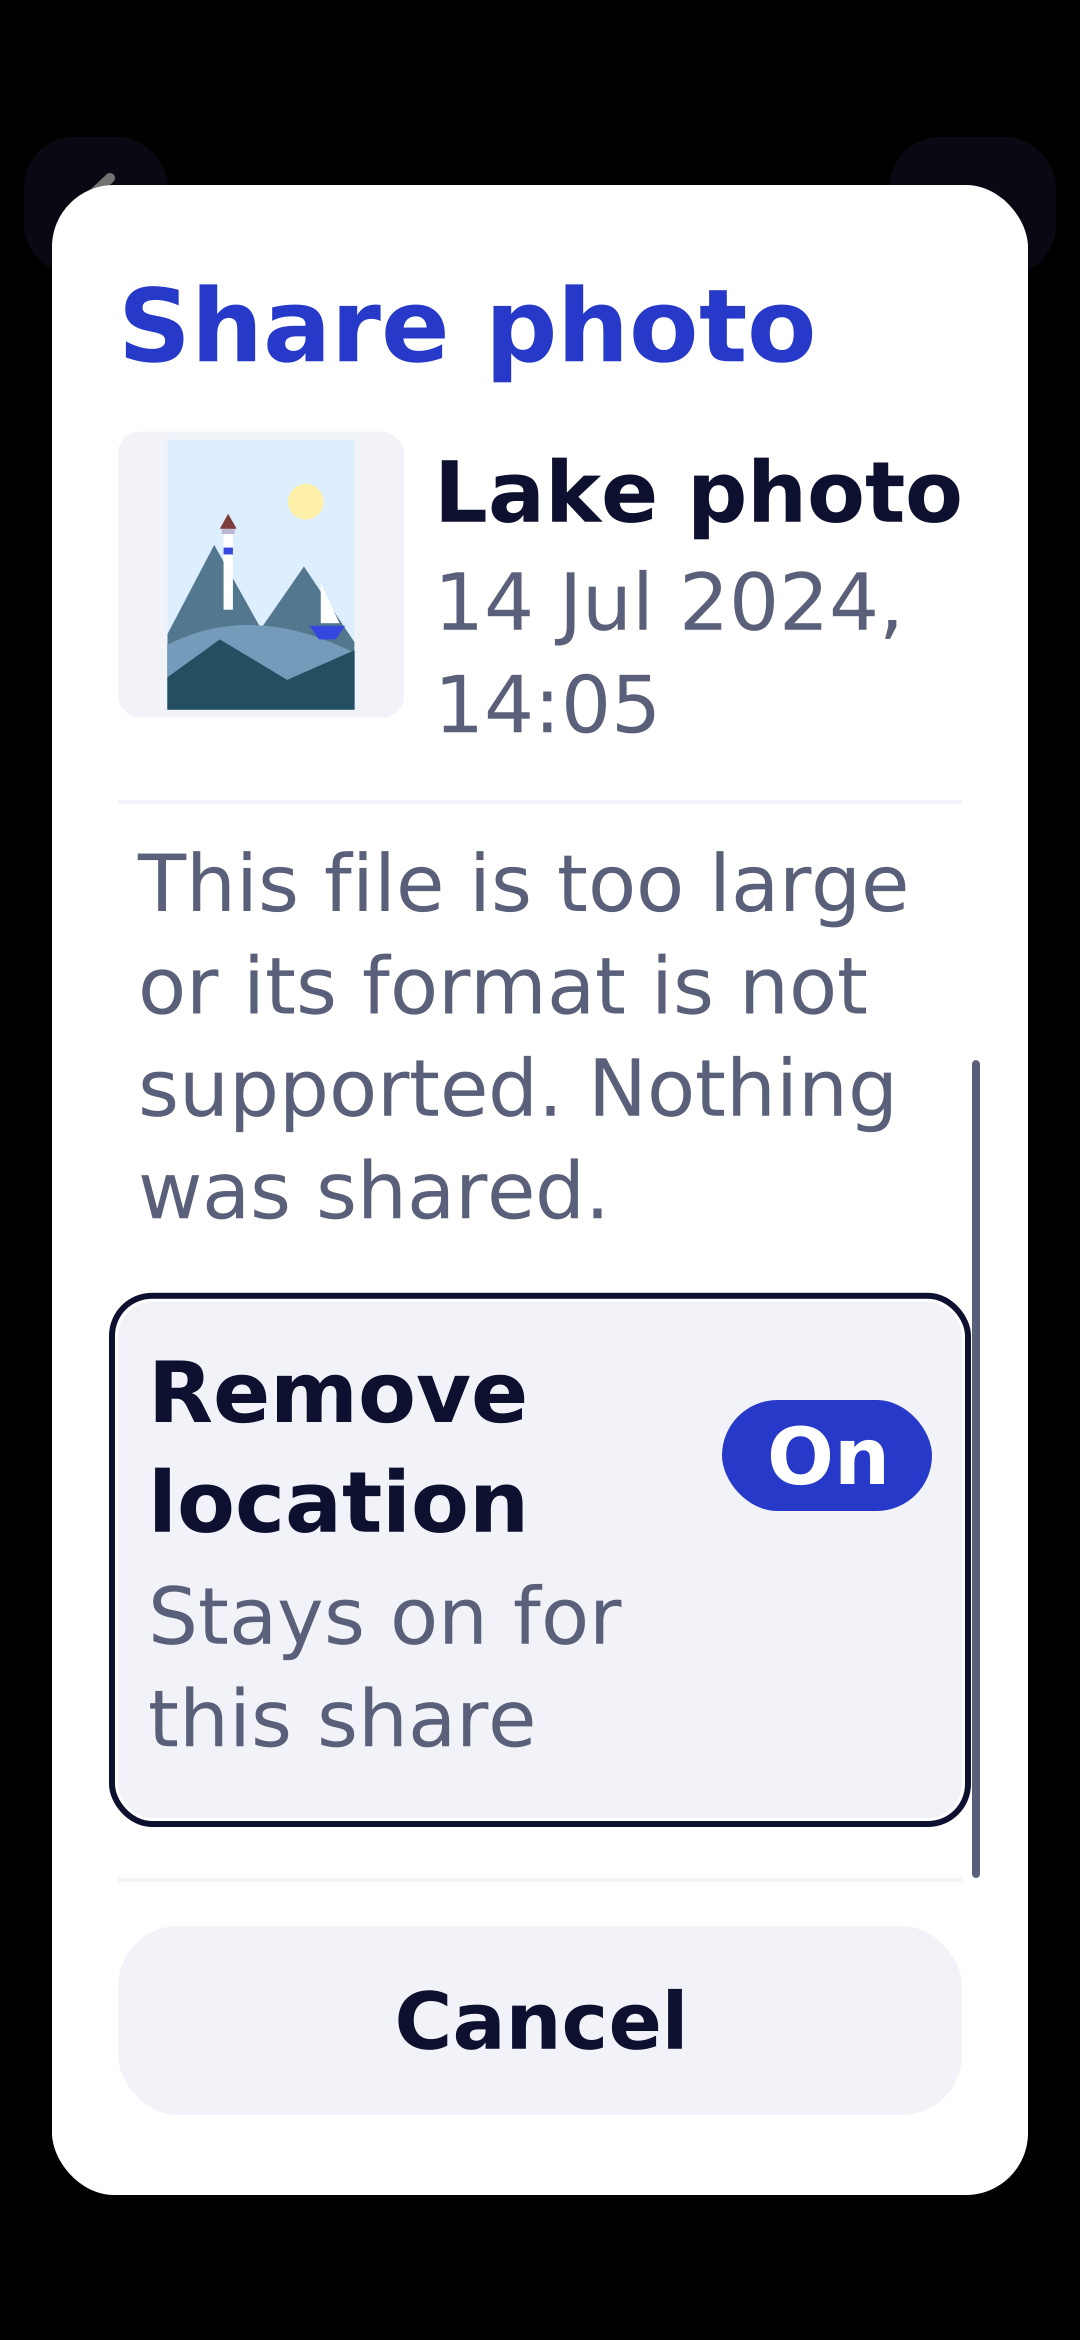 Share photo
Lake photo
14 Jul 2024,
14:05
This file is too large
or its format is not
supported. Nothing
was shared.
Remove
location
On
Stays on for
this share
Cancel